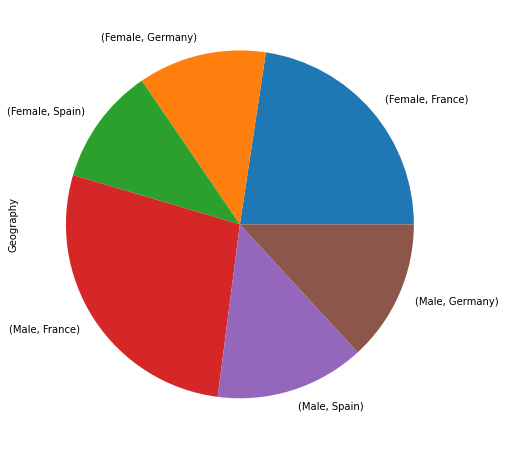 (Female, Germany)
(Female, France)
(Female, Spain)
Geography
(Male, Germany)
(Male, France)
(Male, Spain)